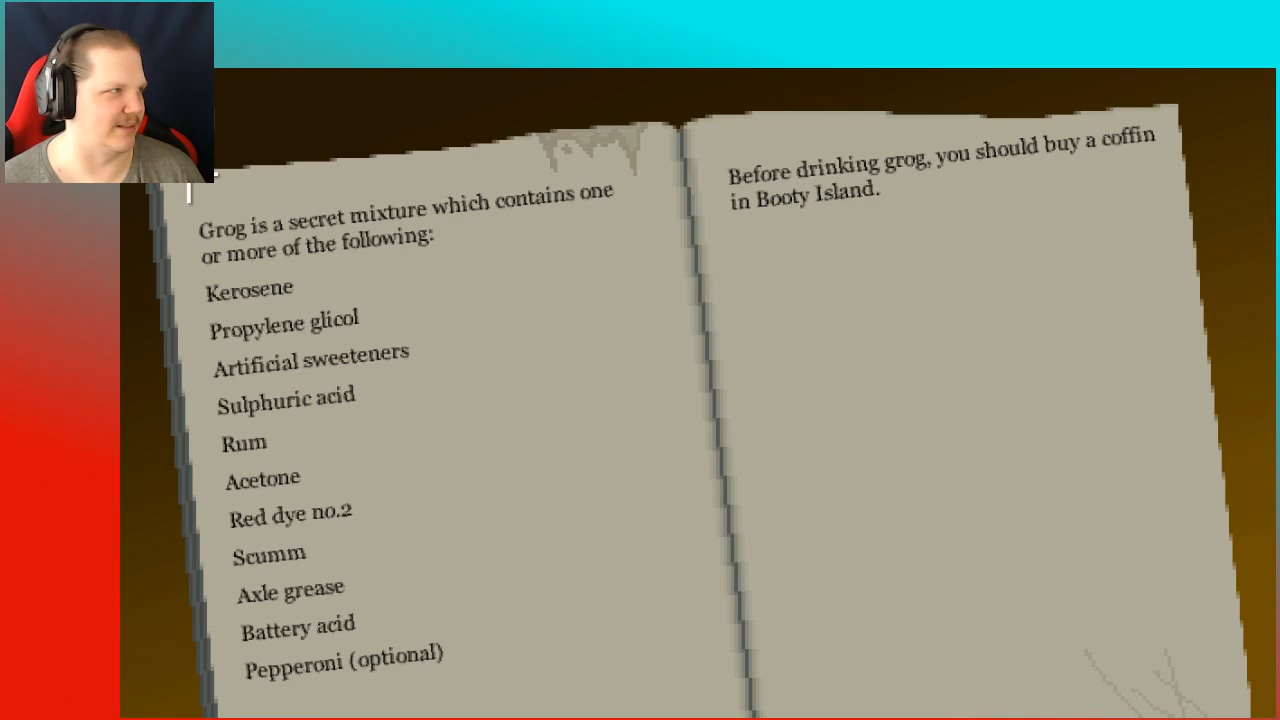 Grog is a secret mixture which contains one
or more of the following:
Kerosene
Propylene glicol
Artificial sweeteners
Sulphuric acid
Rum
Acetone
Red dye no.2
Scumm
Axle grease
Battery acid
Pepperoni (optional)
Before drinking grog, you should buy a coffin
in Booty Island.